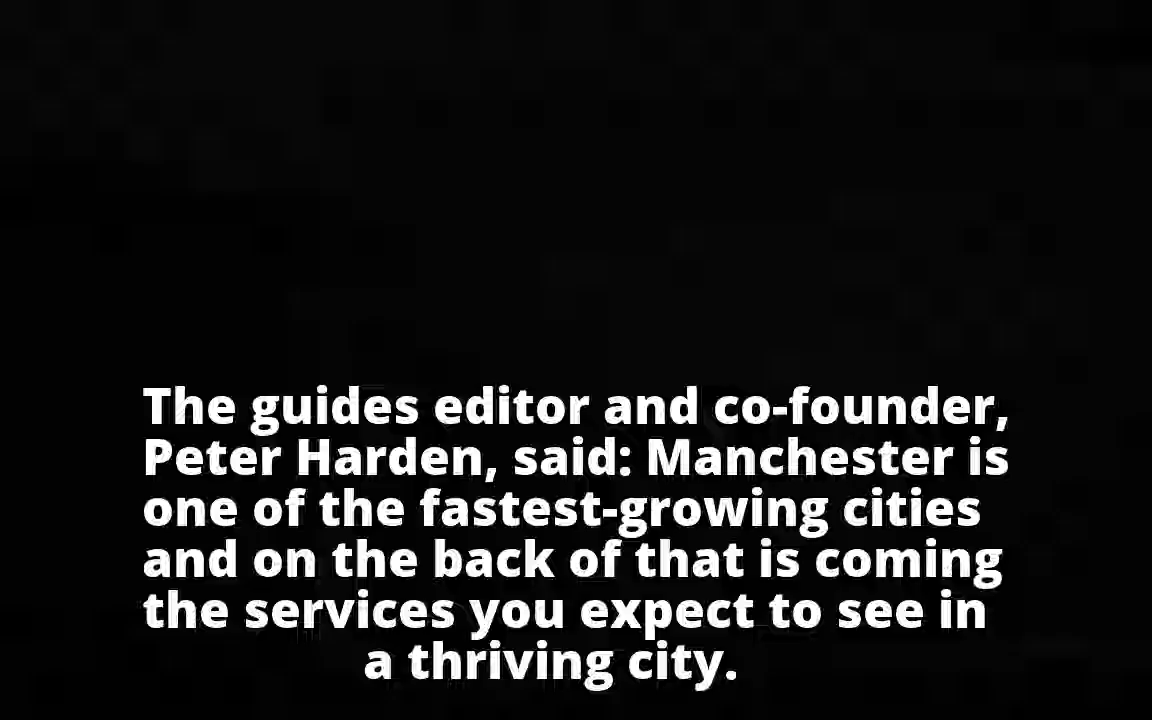 The guides editor and co-founder,
Peter Harden, said: Manchester is
one of the fastest-growing cities
and on the back of that is coming
the services you expect to see in
a thriving city.